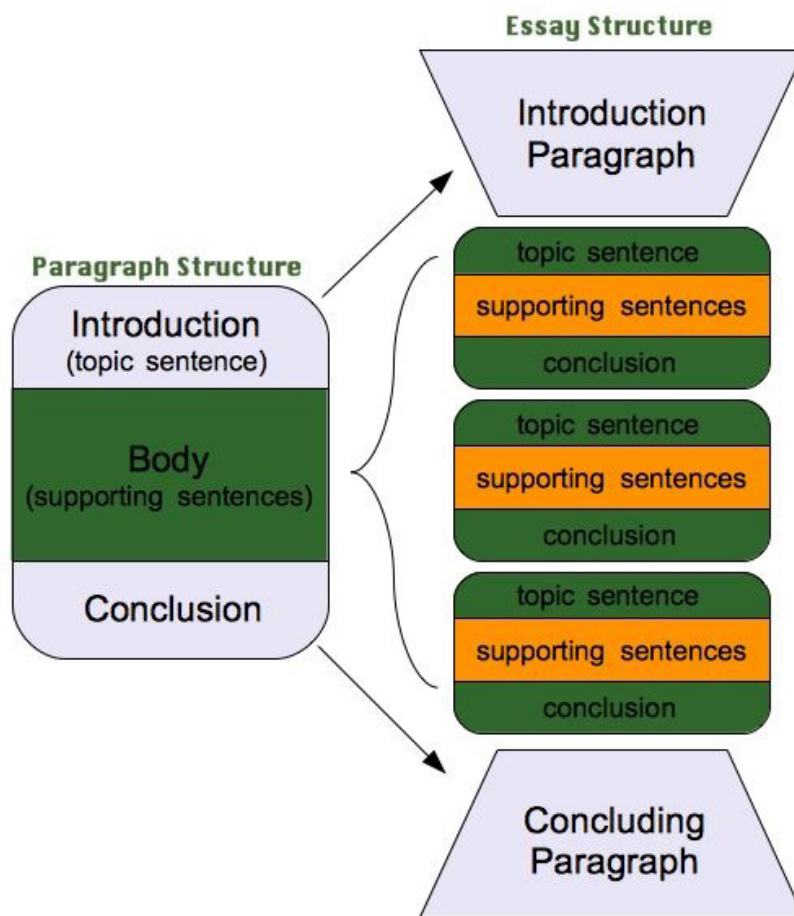 Essay Structure
Introduction
Paragraph
Paragraph Structure
Introduction
(topic sentence)
Body
(supporting sentences)
Conclusion
topic sentence
supporting sentences
conclusion
topic sentence
supporting sentences
conclusion
topic sentence
supporting sentences
conclusion
Concluding
Paragraph